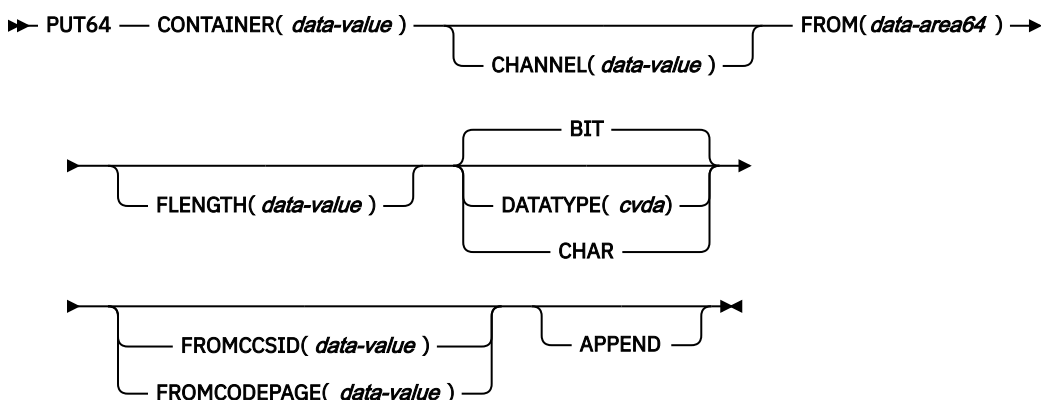 PUT64 CONTAINER( data-value ) CHANNEL( data-value ) FROM( data-area64 )
BIT
FLENGTH( data-value ) DATATYPE( cvda)
CHAR
FROMCCSID( data-value ) APPEND
FROMCODEPAGE( data-value )